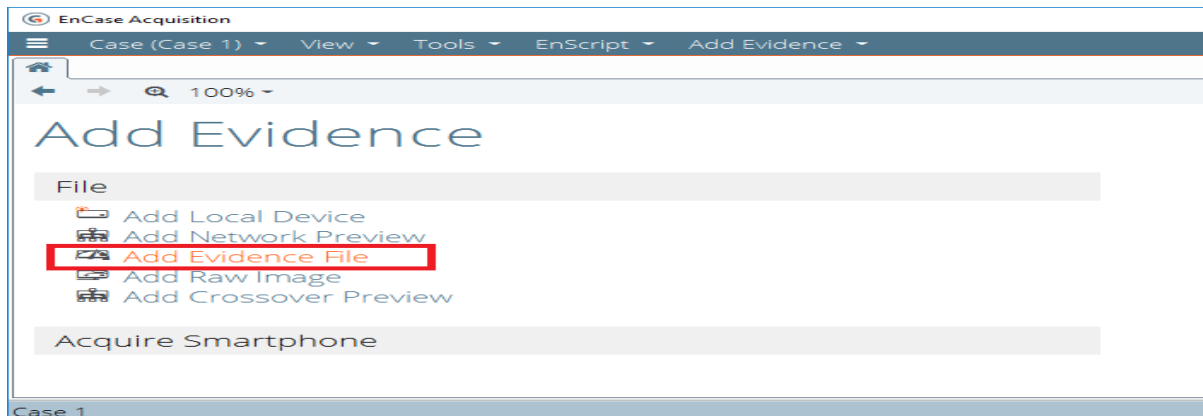 EnCase Acquisition
Case (Case 1) View Tools EnScript Add Evidence
100%
Add Evidence
File
Add Local Device
Add Network Preview
Add Evidence File
Add Raw Image
Add Crossover Preview
Acquire Smartphone
Case 1